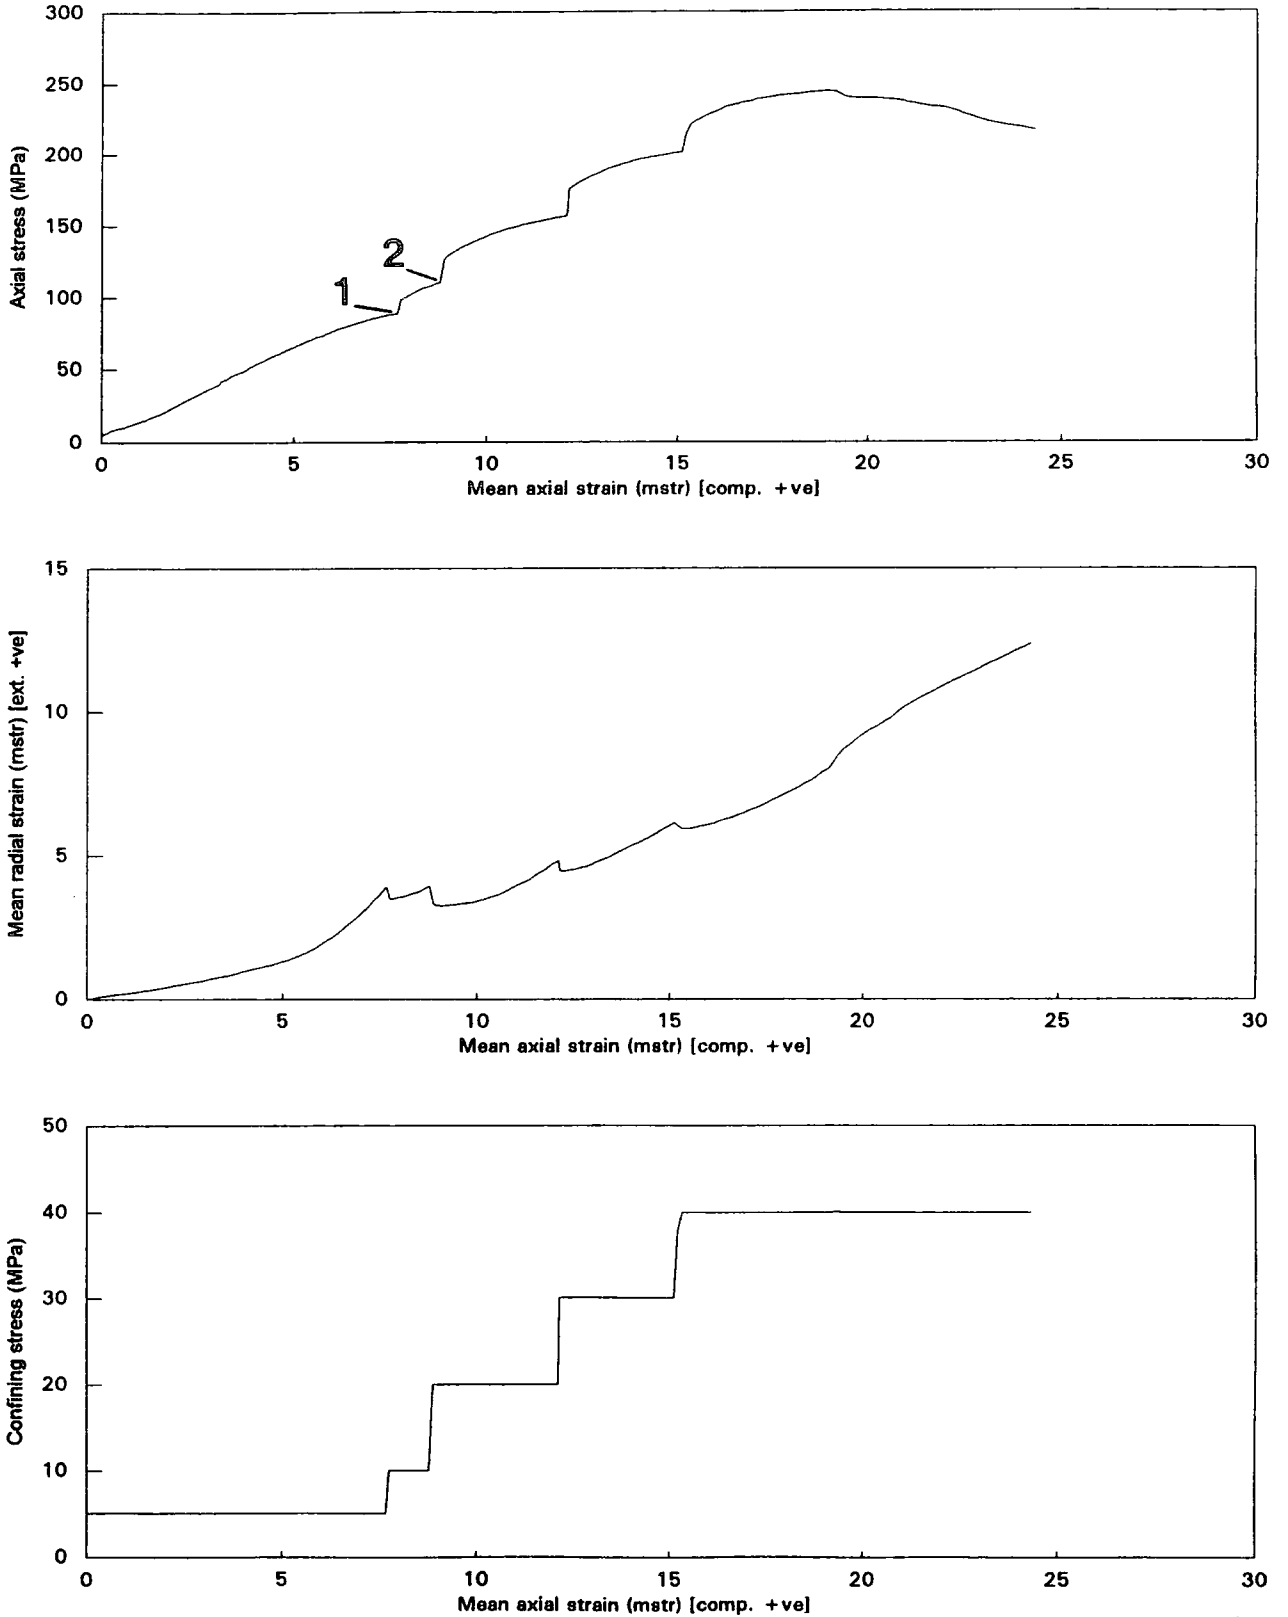 300
250
200
150
100
50
0
Axial stress (MPa)
1
2
0 5 10 15 20 25 30
Mean axial strain (mstr) [comp. +ve]
15
10
5
0
Mean radial strain (mstr) [ext. +ve]
0 5 10 15 20 25 30
Mean axial strain (mstr) [comp. +ve]
50
40
30
20
10
0
Confining stress (MPa)
0 5 10 15 20 25 30
Mean axial strain (mstr) [comp. +ve]